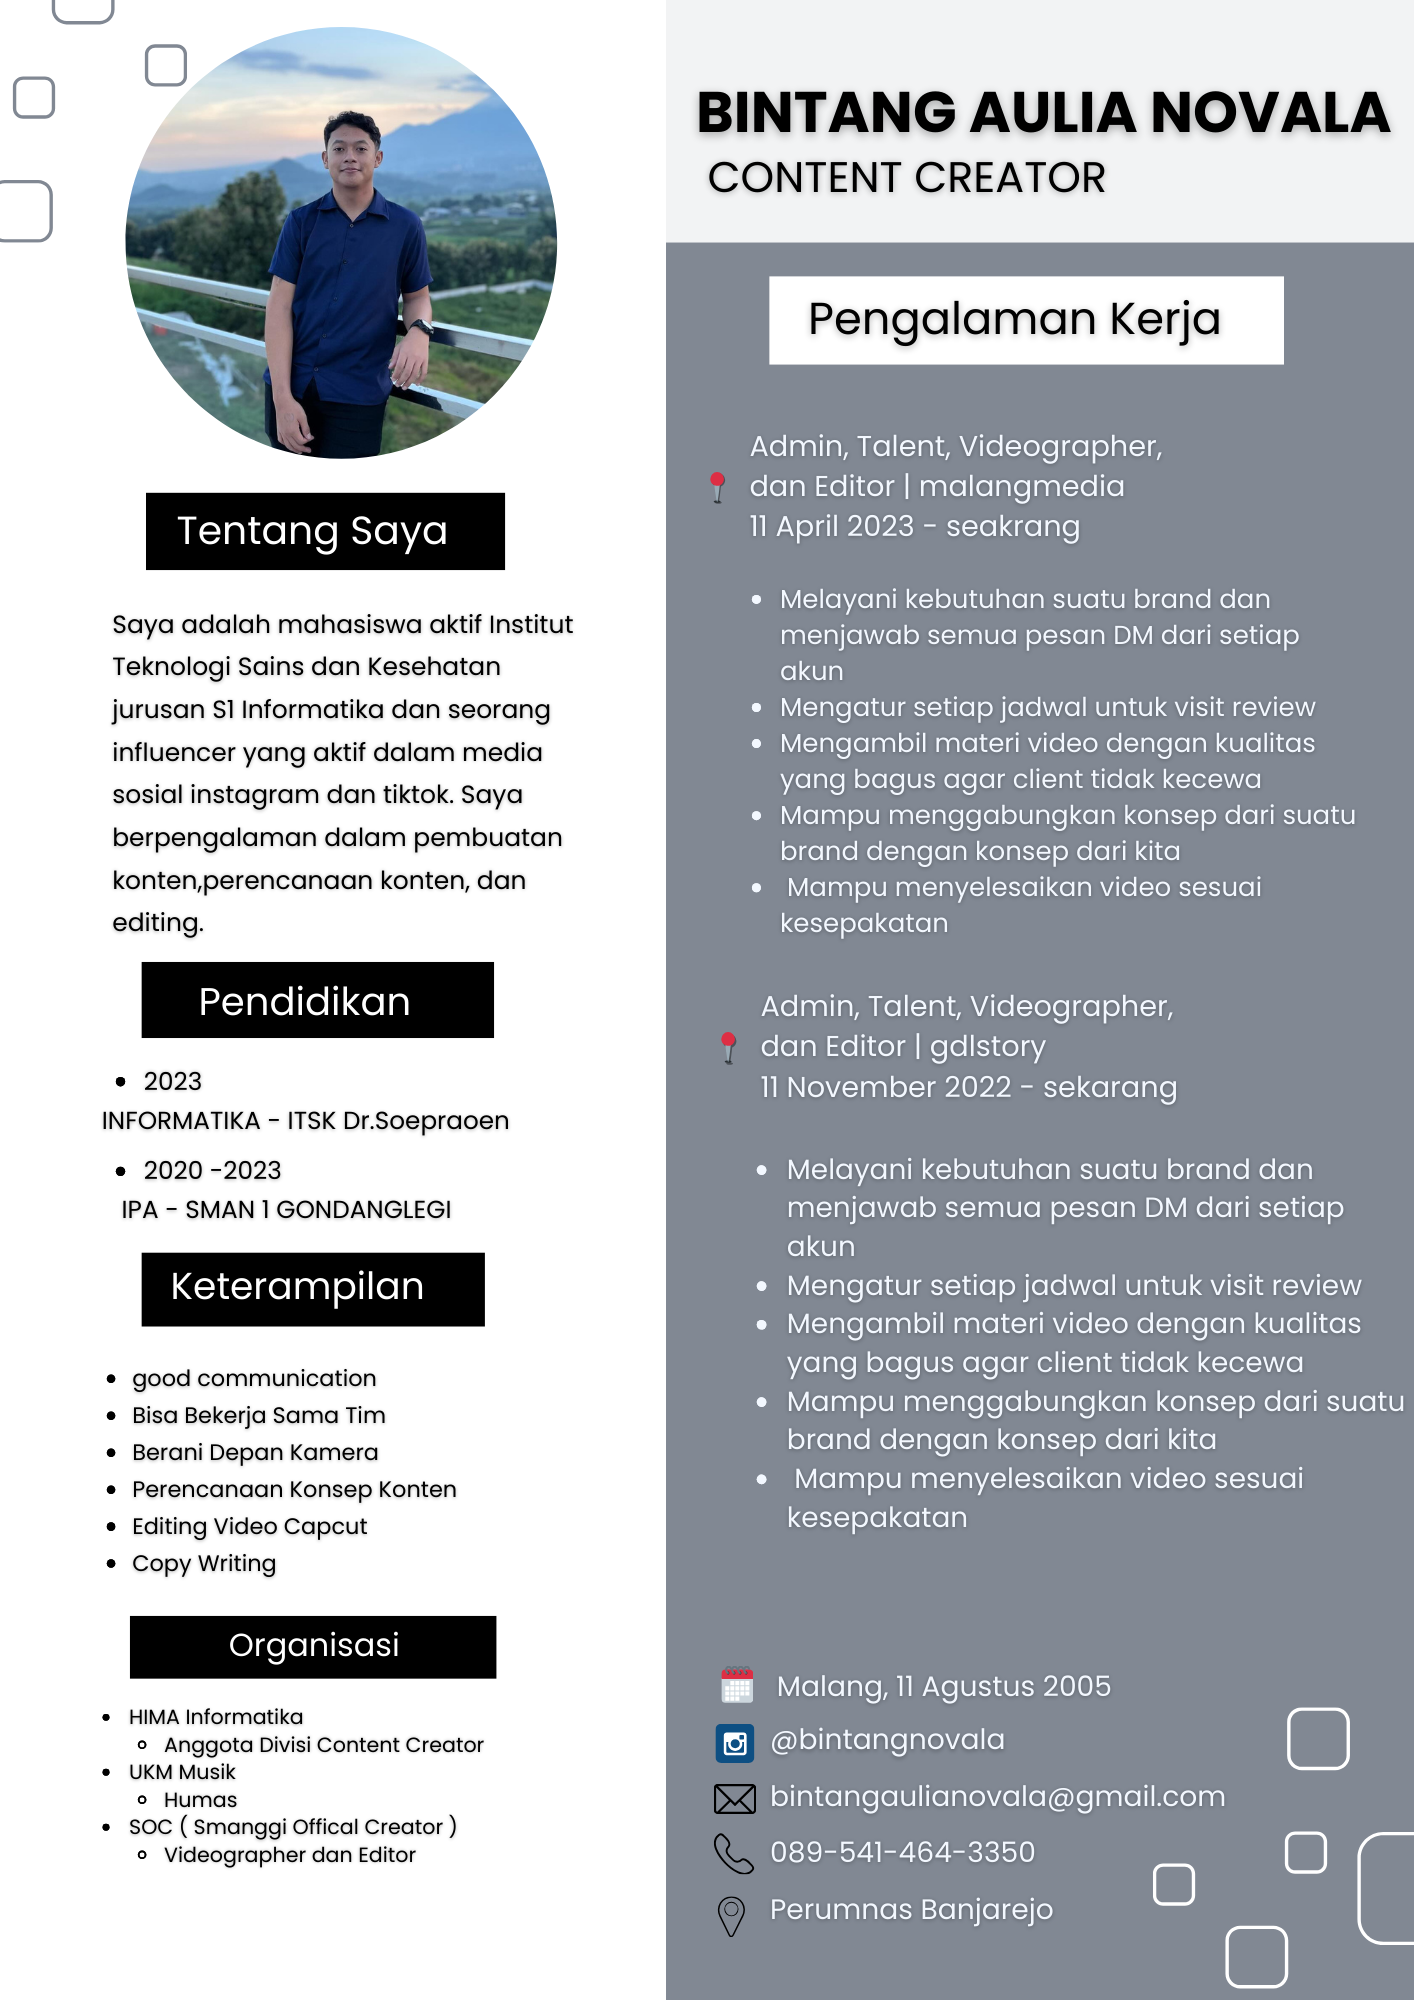 BINTANG AULIA NOVALA
CONTENT CREATOR
Tentang Saya
Saya adalah mahasiswa aktif Institut
Teknologi Sains dan Kesehatan
jurusan S1 Informatika dan seorang
influencer yang aktif dalam media
sosial instagram dan tiktok. Saya
berpengalaman dalam pembuatan
konten,perencanaan konten, dan
editing.
Pendidikan
• 2023
INFORMATIKA - ITSK Dr.Soepraoen
• 2020 -2023
IPA - SMAN 1 GONDANGLEGI
Keterampilan
• good communication
• Bisa Bekerja Sama Tim
• Berani Depan Kamera
• Perencanaan Konsep Konten
• Editing Video Capcut
• Copy Writing
Organisasi
• HIMA Informatika
◦ Anggota Divisi Content Creator
• UKM Musik
◦ Humas
• SOC ( Smanggi Offical Creator )
◦ Videographer dan Editor
Pengalaman Kerja
Admin, Talent, Videographer,
dan Editor | malangmedia
11 April 2023 - seakrang
• Melayani kebutuhan suatu brand dan
menjawab semua pesan DM dari setiap
akun
• Mengatur setiap jadwal untuk visit review
• Mengambil materi video dengan kualitas
yang bagus agar client tidak kecewa
• Mampu menggabungkan konsep dari suatu
brand dengan konsep dari kita
• Mampu menyelesaikan video sesuai
kesepakatan
Admin, Talent, Videographer,
dan Editor | gdlstory
11 November 2022 - sekarang
• Melayani kebutuhan suatu brand dan
menjawab semua pesan DM dari setiap
akun
• Mengatur setiap jadwal untuk visit review
• Mengambil materi video dengan kualitas
yang bagus agar client tidak kecewa
• Mampu menggabungkan konsep dari suatu
brand dengan konsep dari kita
• Mampu menyelesaikan video sesuai
kesepakatan
Malang, 11 Agustus 2005
@bintangnovala
bintangaulianovala@gmail.com
089-541-464-3350
Perumnas Banjarejo